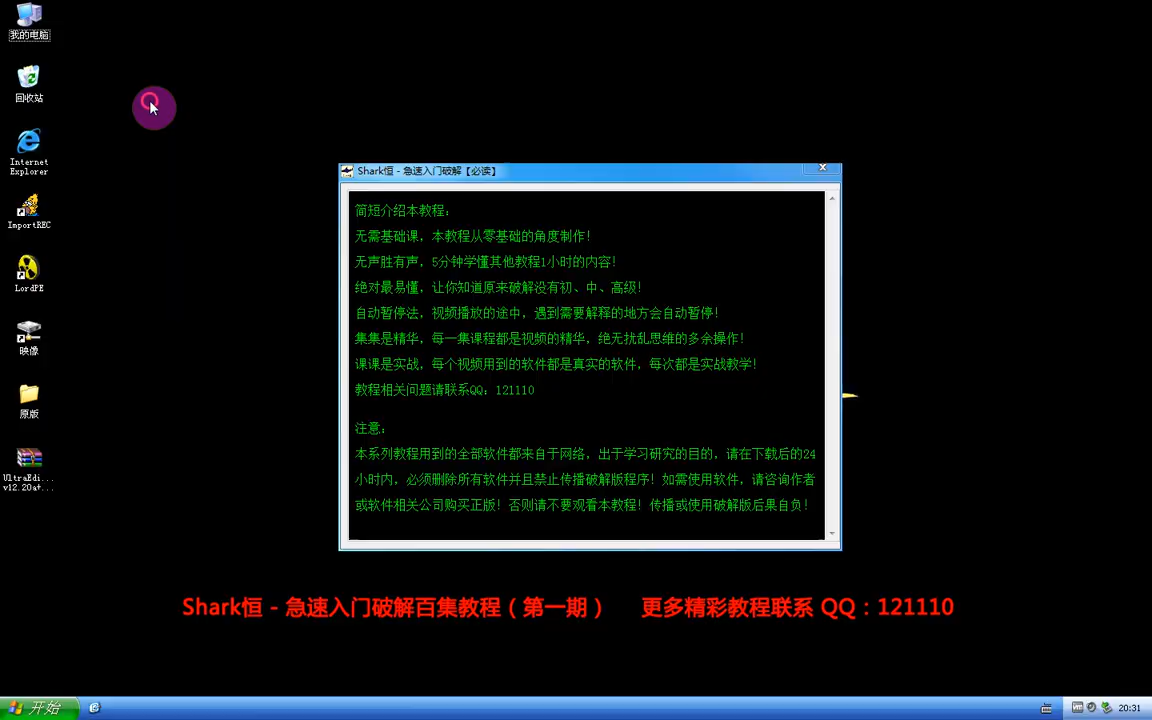 我的电脑
回收站
Internet
Explorer
ImportREC
LordPE
映像
原版
UltraEdi...
v12.20at...
Shark恒 - 急速入门破解【必读】
简短介绍本教程：
无需基础课，本教程从零基础的角度制作！
无声胜有声，5分钟学懂其他教程1小时的内容！
绝对最易懂，让你知道原来破解没有初、中、高级！
自动暂停法，视频播放的途中，遇到需要解释的地方会自动暂停！
集集是精华，每一集课程都是视频的精华，绝无扰乱思维的多余操作！
课课是实战，每个视频用到的软件都是真实的软件，每次都是实战教学！
教程相关问题请联系QQ：121110
注意：
本系列教程用到的全部软件都来自于网络，出于学习研究的目的，请在下载后的24
小时内，必须删除所有软件并且禁止传播破解版程序！如需使用软件，请咨询作者
或软件相关公司购买正版！否则请不要观看本教程！传播或使用破解版后果自负！
Shark恒 - 急速入门破解百集教程（第一期） 更多精彩教程联系 QQ：121110
开始
20:31